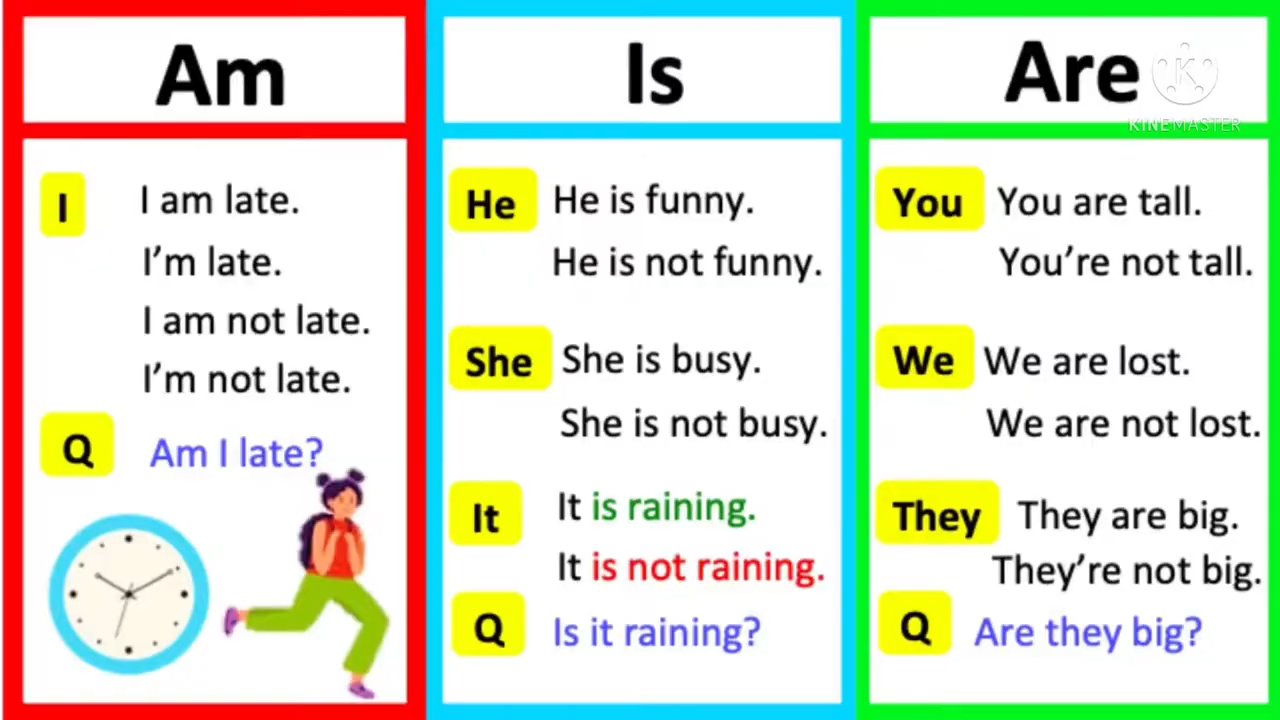 Am
I
I am late.
I'm late.
I am not late.
I'm not late.
Q
Am I late?
Is
He
He is funny.
He is not funny.
She
She is busy.
She is not busy.
It
It is raining.
It is not raining.
Q
Is it raining?
Are
K
KINEMASTER
You
You are tall.
You're not tall.
We
We are lost.
We are not lost.
They
They are big.
They're not big.
Q
Are they big?